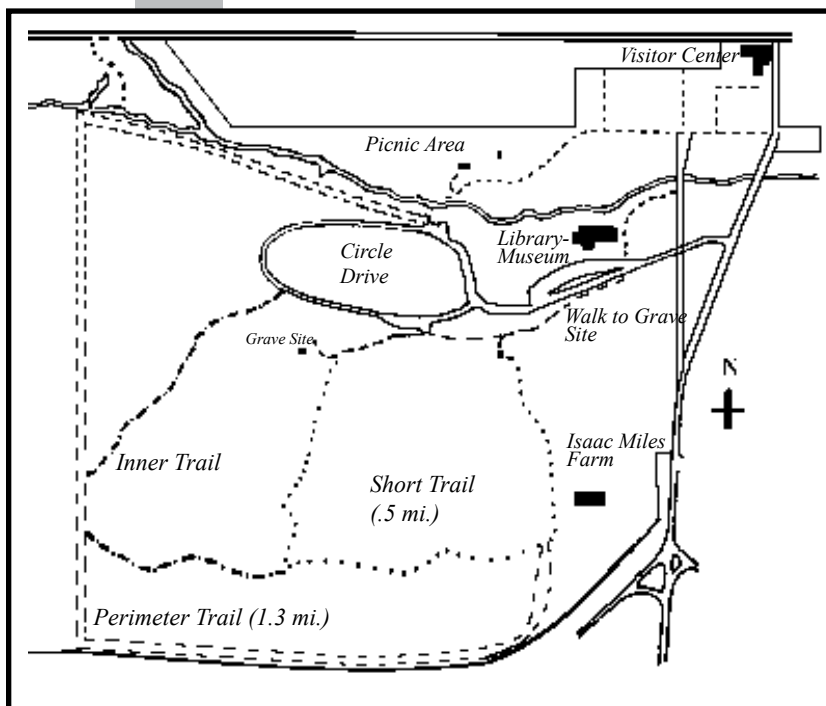 Visitor Center
Picnic Area
Library-
Museum
Circle
Drive
Walk to Grave
Site
Grave Site
N
Isaac Miles
Farm
Inner Trail
Short Trail
(.5 mi.)
Perimeter Trail (1.3 mi.)